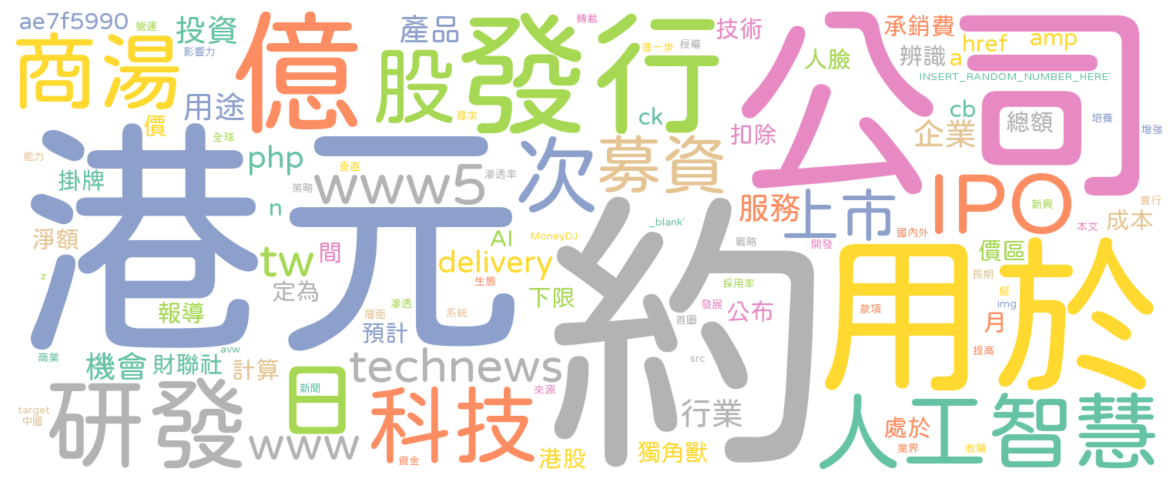 ae7f5990
營運
投資
影響力
商湯
億
股
產品
發行
轉載
進一步
授權
技術
公司
人臉
承銷費
辨識
a
href
amp
INSERT_RANDOM_NUMBER_HERE'
用途
價
全球
尋求
ck
扣除
cb
企業
總額
培養
增強
港元
能力
掛牌
php
n
垂直
策略
www5
滲透率
次
募資
服務
上市
IPO
新興
實行
成本
本文
國內外
淨額
z
tw
間
AI
MoneyDJ
_blank'
delivery
戰略
開發
約
用於
價區
長期
擬
img
定為
生態
下限
採用率
發展
公布
滲透
層面
系統
報導
預計
首圖
款項
月
提高
src
商業
機會
財聯社
avw
計算
technews
研發
日
新聞
www
科技
來源
資金
港股
獨角獸
行業
人工智慧
處於
業界
收購
target
中國